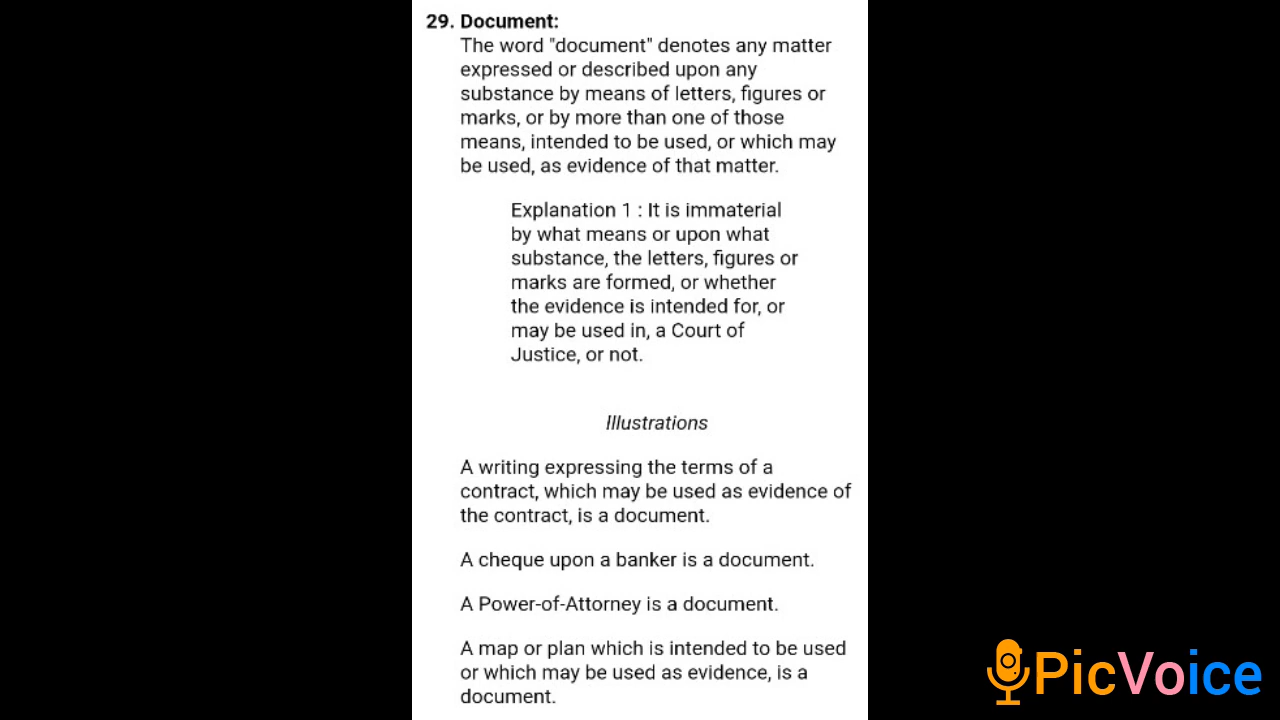 29. Document:
The word "document" denotes any matter
expressed or described upon any
substance by means of letters, figures or
marks, or by more than one of those
means, intended to be used, or which may
be used, as evidence of that matter.
Explanation 1 : It is immaterial
by what means or upon what
substance, the letters, figures or
marks are formed, or whether
the evidence is intended for, or
may be used in, a Court of
Justice, or not.
Illustrations
A writing expressing the terms of a
contract, which may be used as evidence of
the contract, is a document.
A cheque upon a banker is a document.
A Power-of-Attorney is a document.
A map or plan which is intended to be used
or which may be used as evidence, is a
document.
PicVoice